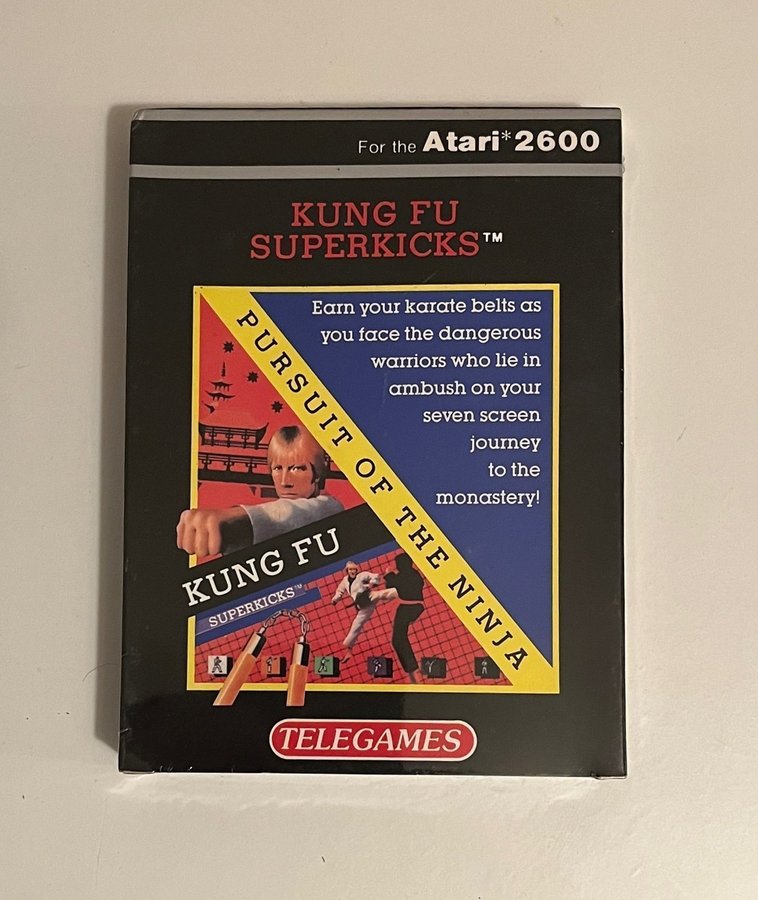 For the Atari*2600
KUNG FU
SUPERKICKS™
Earn your karate belts as
you face the dangerous
warriors who lie in
ambush on your
seven screen
journey
to the
monastery!
PURSUIT OF THE NINJA
KUNG FU
SUPERKICKS™
TELEGAMES